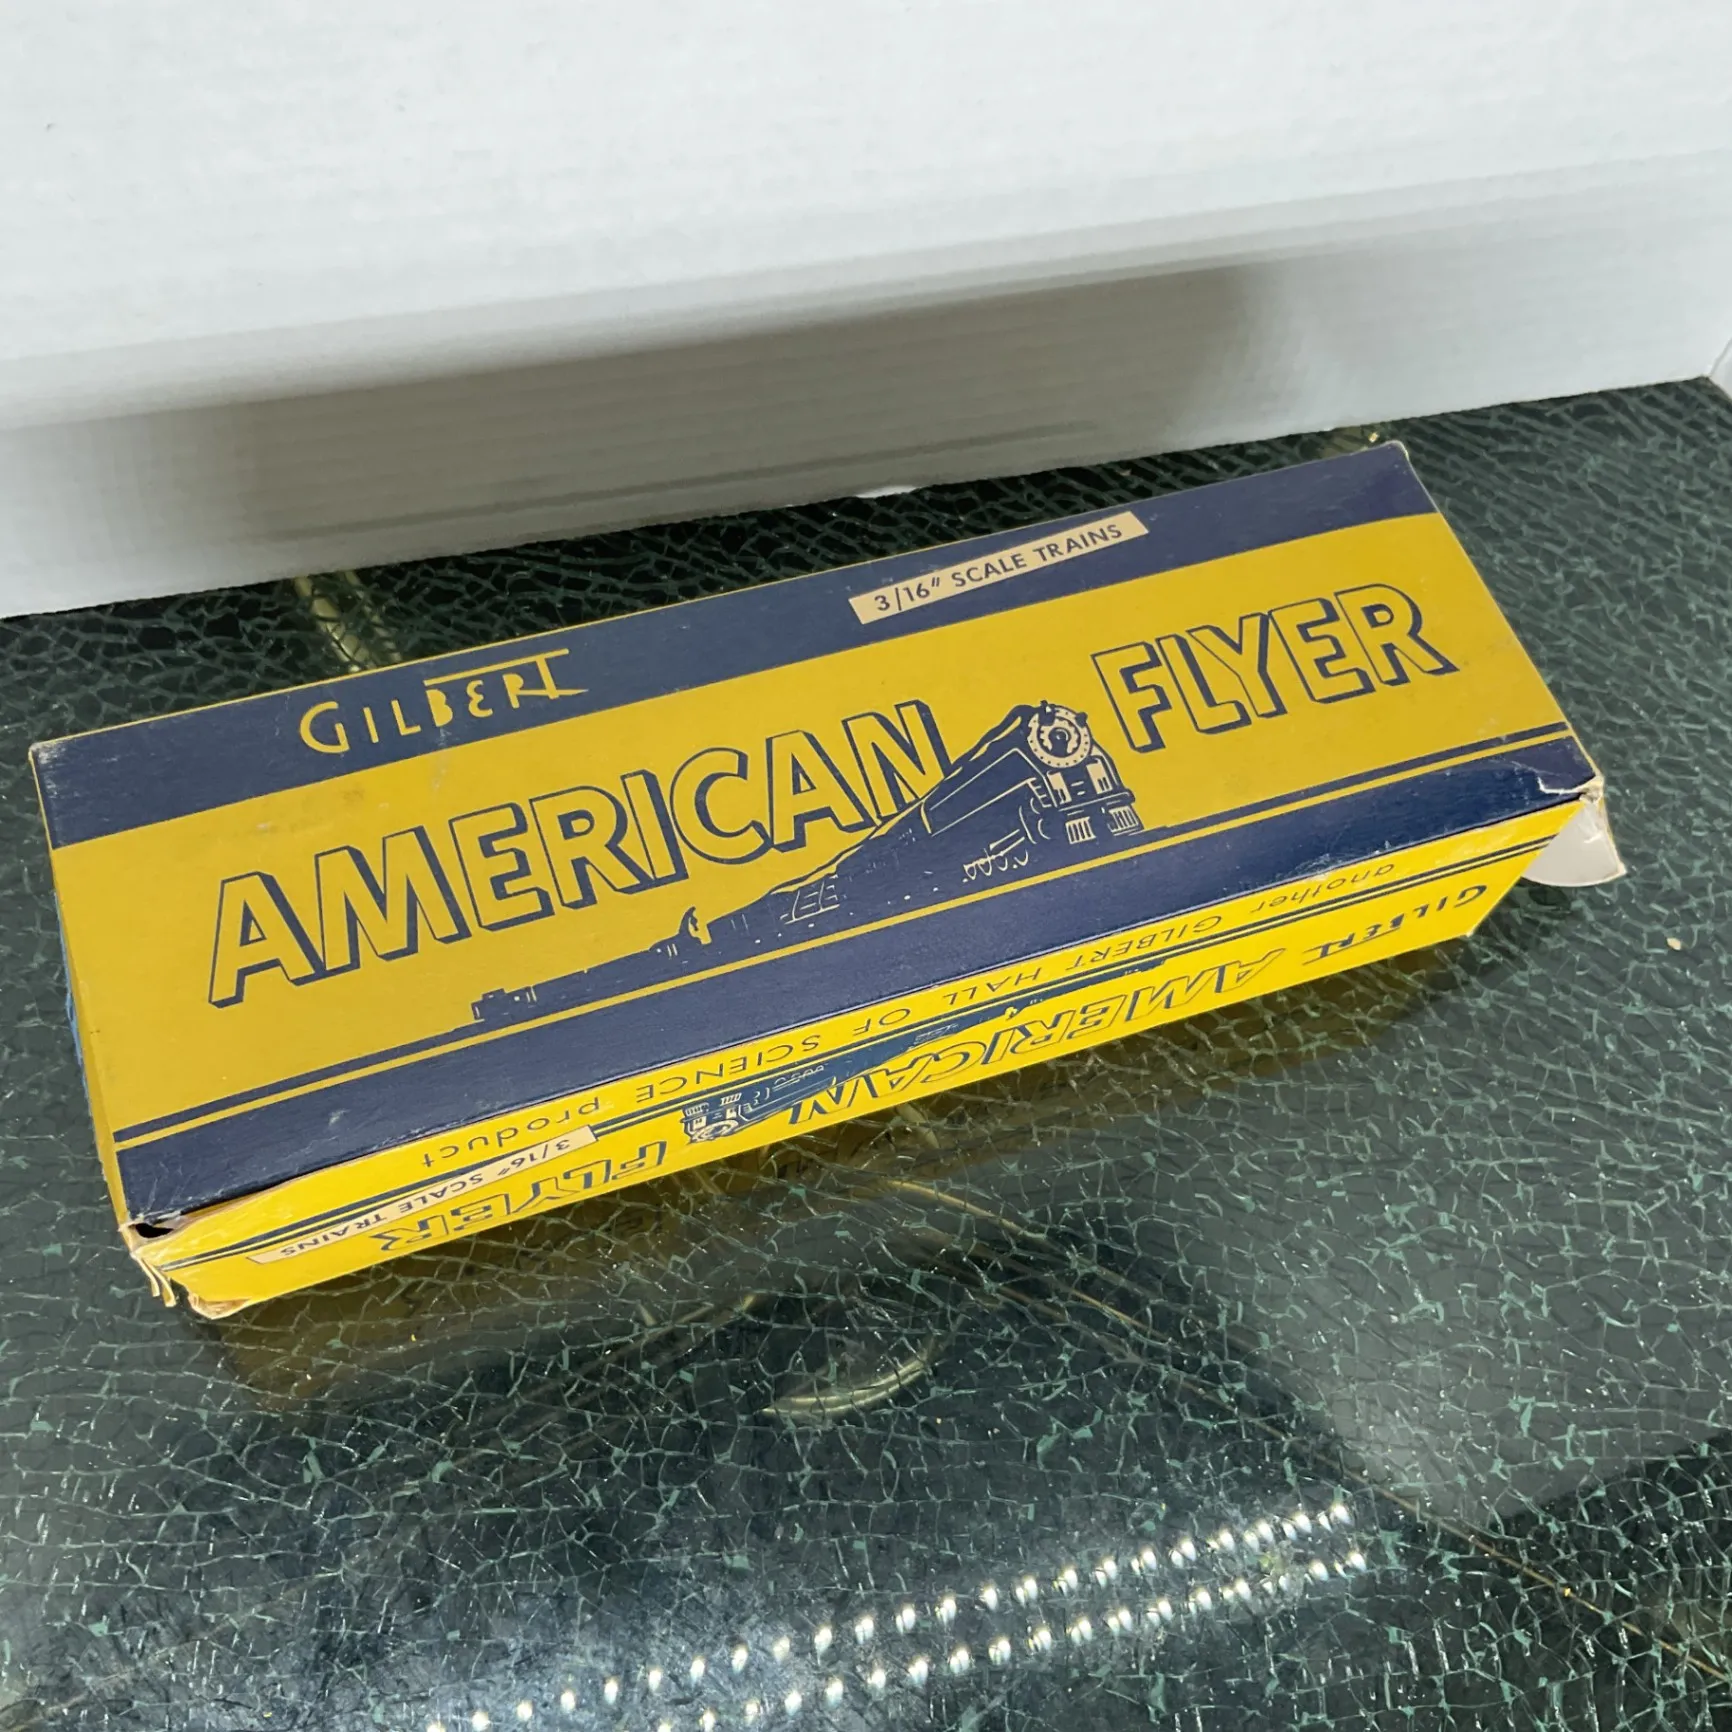 GILBERT
3/16" SCALE TRAINS
AMERICAN FLYER
another GILBERT HALL OF SCIENCE product
GILBERT AMERICAN FLYER
3/16" SCALE TRAINS